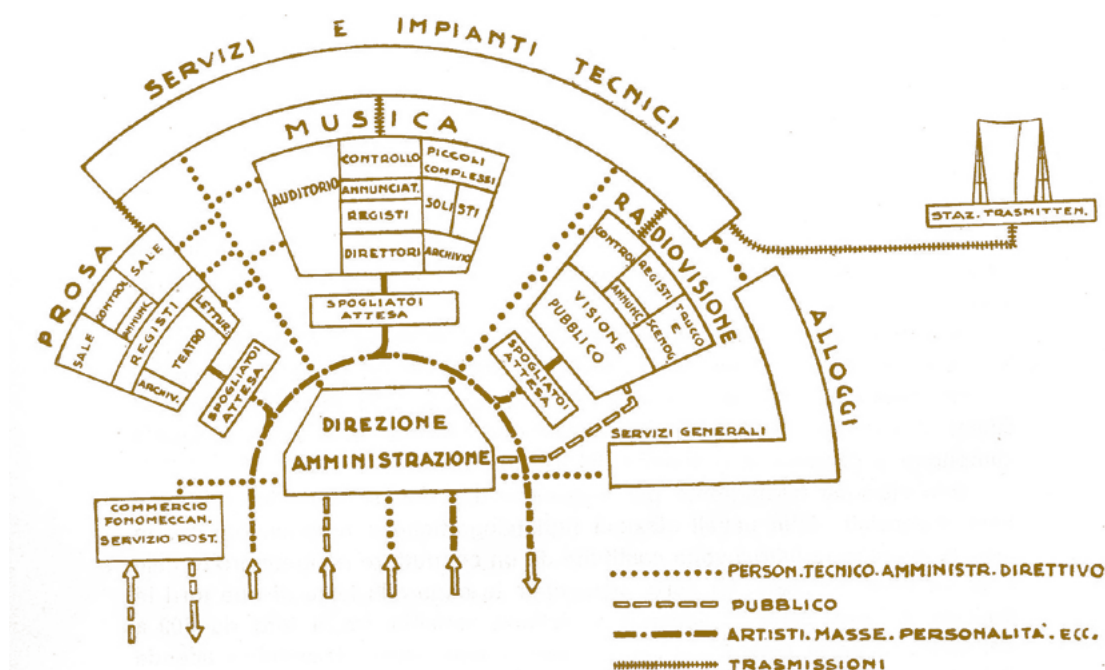 SERVIZI E IMPIANTI TECNICI
MUSICA
AUDITORIO
CONTROLLO
PICCOLI
COMPLESSI
ANNUNCIAT.
SOLISTI
REGISTI
DIRETTORI
ARCHIVIO
SPOGLIATOI
ATTESA
PROSA
SALE
CONTROL.
ANNUNC.
SALE
REGISTI
LETTUR.
TEATRO
ARCHIV.
SPOGLIATOI
ATTESA
RADIOVISIONE
CONTROL.
REGISTI
ANNUNC.
TRUCCO
E
SCENOG.
VISIONE
PUBBLICO
SPOGLIATOI
ATTESA
STAZ. TRASMITTEN.
ALLOGGI
SERVIZI GENERALI
DIREZIONE
AMMINISTRAZIONE
COMMERCIO
FONOMECCAN.
SERVIZIO POST.
PERSON. TECNICO. AMMINISTR. DIRETTIVO
PUBBLICO
ARTISTI. MASSE. PERSONALITÀ. ECC.
TRASMISSIONI